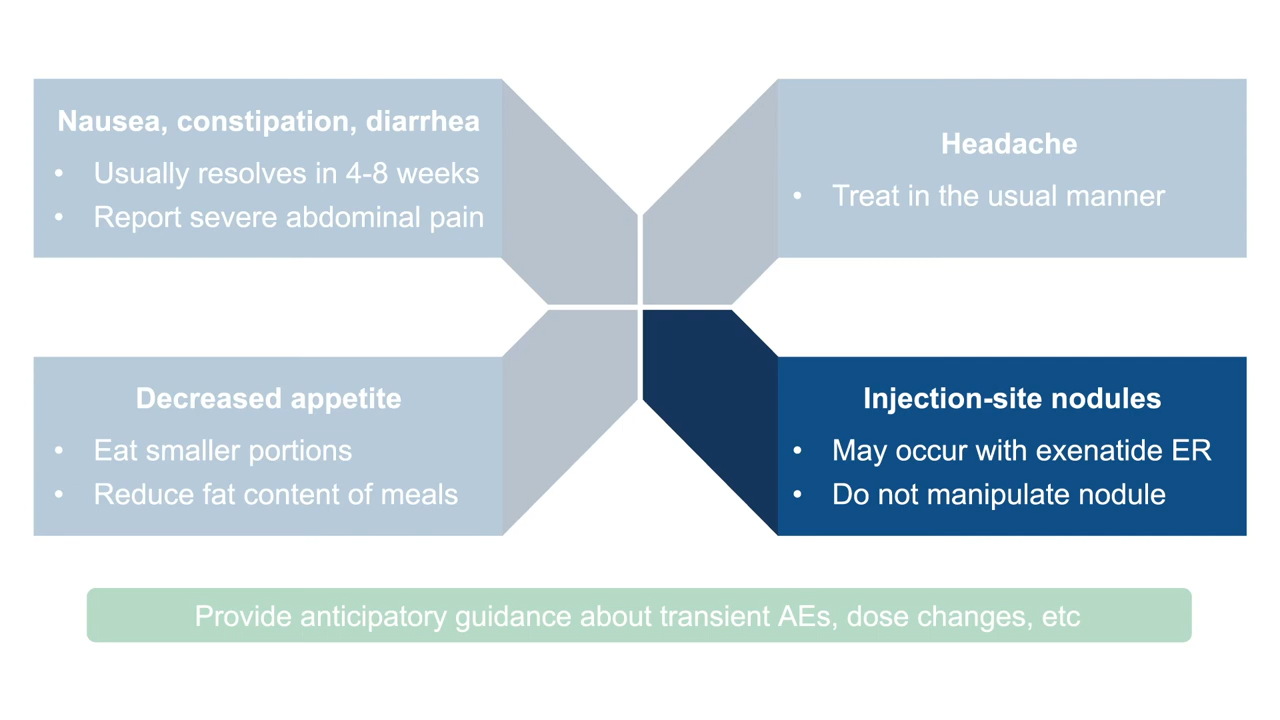 Nausea, constipation, diarrhea
• Usually resolves in 4-8 weeks
• Report severe abdominal pain
Headache
• Treat in the usual manner
Decreased appetite
• Eat smaller portions
• Reduce fat content of meals
Injection-site nodules
• May occur with exenatide ER
• Do not manipulate nodule
Provide anticipatory guidance about transient AEs, dose changes, etc